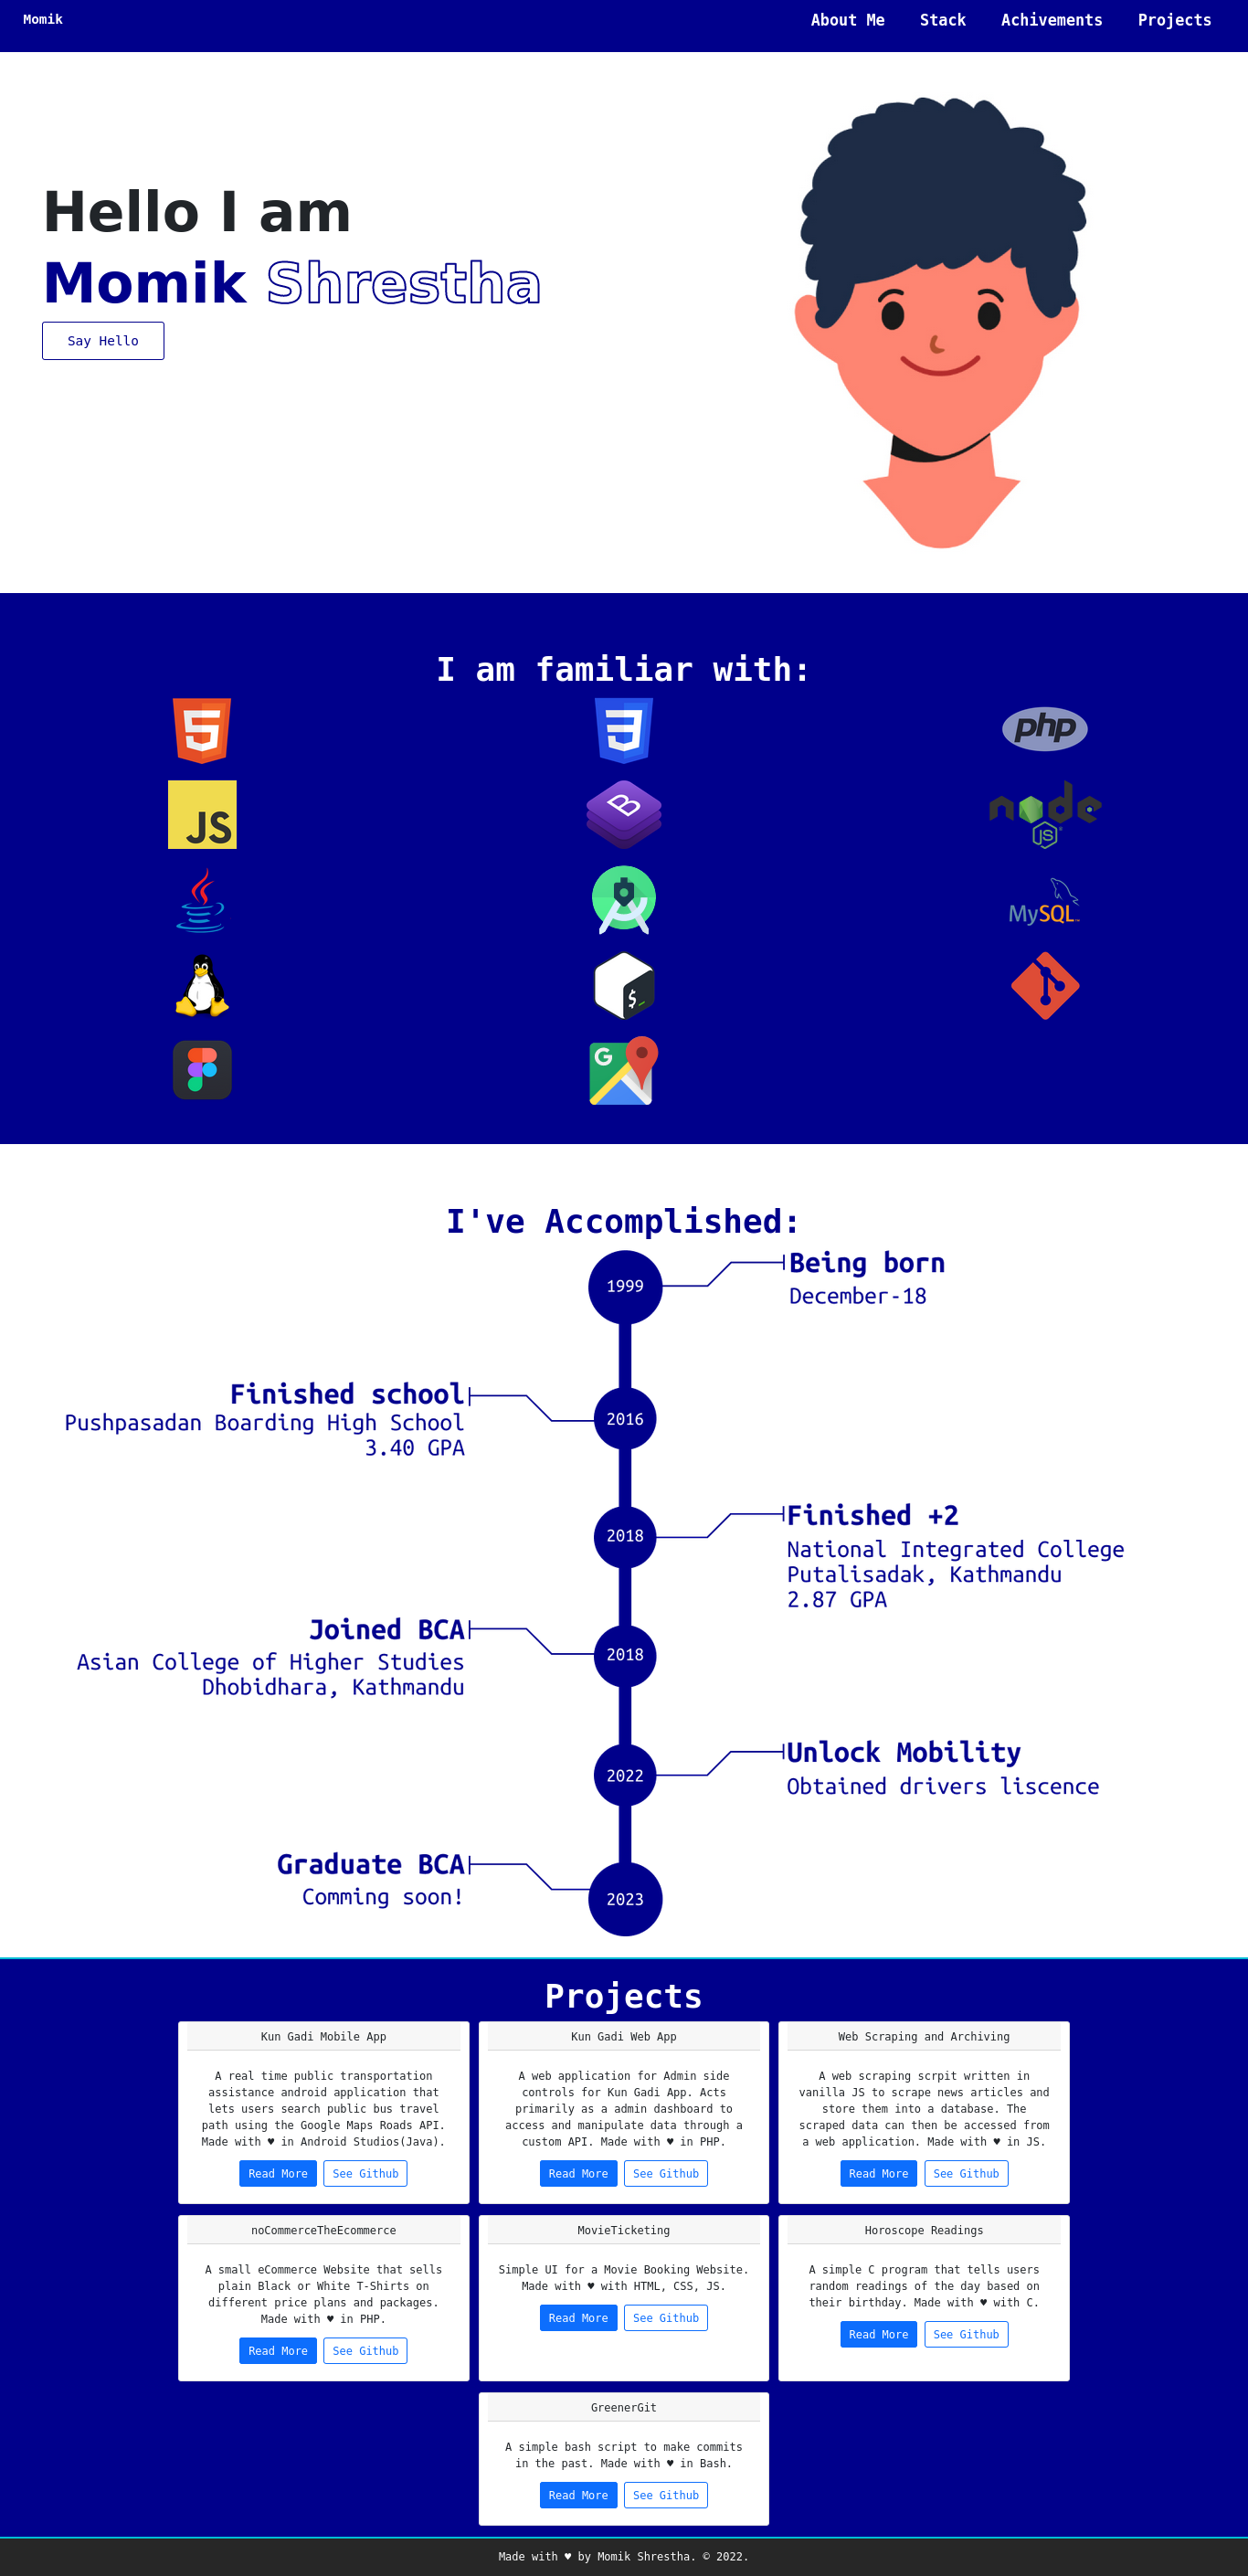 Momik About Me Stack Achivements Projects
Hello I am
Momik Shrestha
Say Hello
I am familiar with:
5
3
php
JS
B
node
JS
MySQL
$
G
I've Accomplished:
1999
Being born
December-18
Finished school
Pushpasadan Boarding High School
3.40 GPA
2016
2018
Finished +2
National Integrated College
Putalisadak, Kathmandu
2.87 GPA
Joined BCA
Asian College of Higher Studies
Dhobidhara, Kathmandu
2018
2022
Unlock Mobility
Obtained drivers liscence
Graduate BCA
Comming soon!
2023
Projects
Kun Gadi Mobile App
A real time public transportation
assistance android application that
lets users search public bus travel
path using the Google Maps Roads API.
Made with ♥ in Android Studios(Java).
Read More See Github
Kun Gadi Web App
A web application for Admin side
controls for Kun Gadi App. Acts
primarily as a admin dashboard to
access and manipulate data through a
custom API. Made with ♥ in PHP.
Read More See Github
Web Scraping and Archiving
A web scraping scrpit written in
vanilla JS to scrape news articles and
store them into a database. The
scraped data can then be accessed from
a web application. Made with ♥ in JS.
Read More See Github
noCommerceTheEcommerce
A small eCommerce Website that sells
plain Black or White T-Shirts on
different price plans and packages.
Made with ♥ in PHP.
Read More See Github
MovieTicketing
Simple UI for a Movie Booking Website.
Made with ♥ with HTML, CSS, JS.
Read More See Github
Horoscope Readings
A simple C program that tells users
random readings of the day based on
their birthday. Made with ♥ with C.
Read More See Github
GreenerGit
A simple bash script to make commits
in the past. Made with ♥ in Bash.
Read More See Github
Made with ♥ by Momik Shrestha. © 2022.